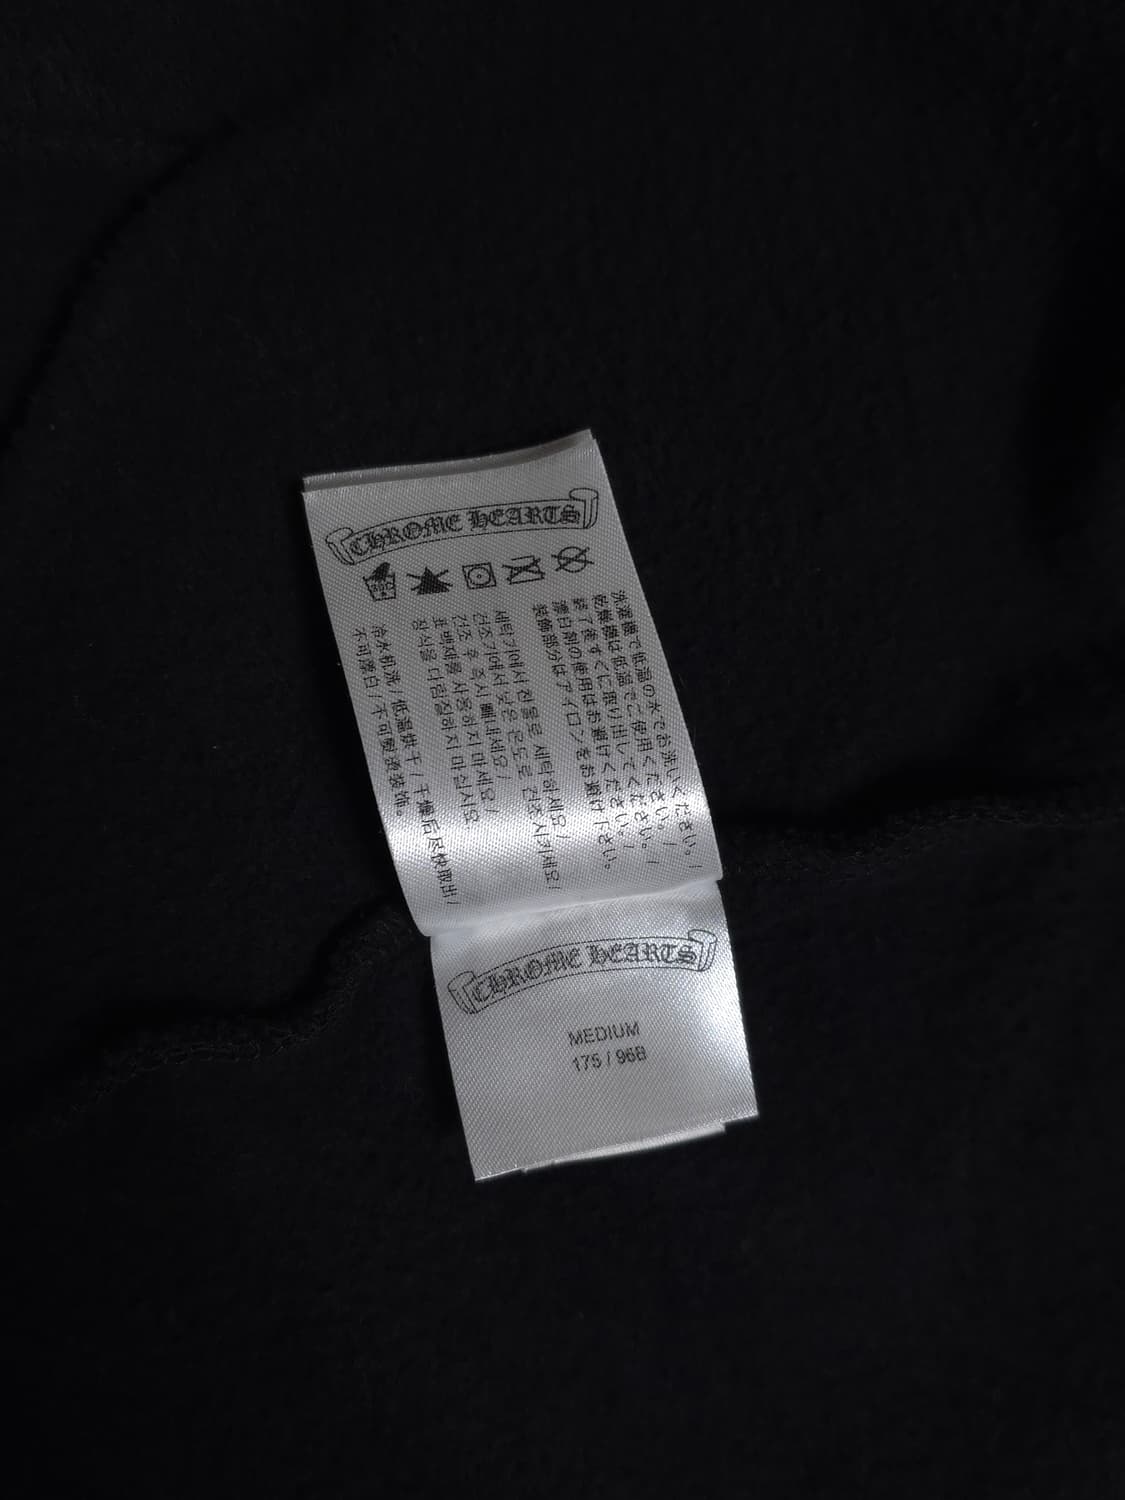 CHROME HEARTS
洗濯機で低温の水でお洗いください。/
乾燥機は低温でご使用ください。/
終了後すぐに取り出してください。/
漂白剤の使用はお避けください。/
装飾部分はアイロンをお避け下さい。
세탁기에서 찬물로 세탁하세요/
건조기에서 낮은 온도로 건조시키세요/
건조 후 즉시 빼내세요/
표백제를 사용하지 마세요/
장식을 다림질하지 마십시요.
冷水机洗/低温烘干/干燥后尽快取出/
不可漂白/不可熨烫装饰。
CHROME HEARTS
MEDIUM
175 / 96B